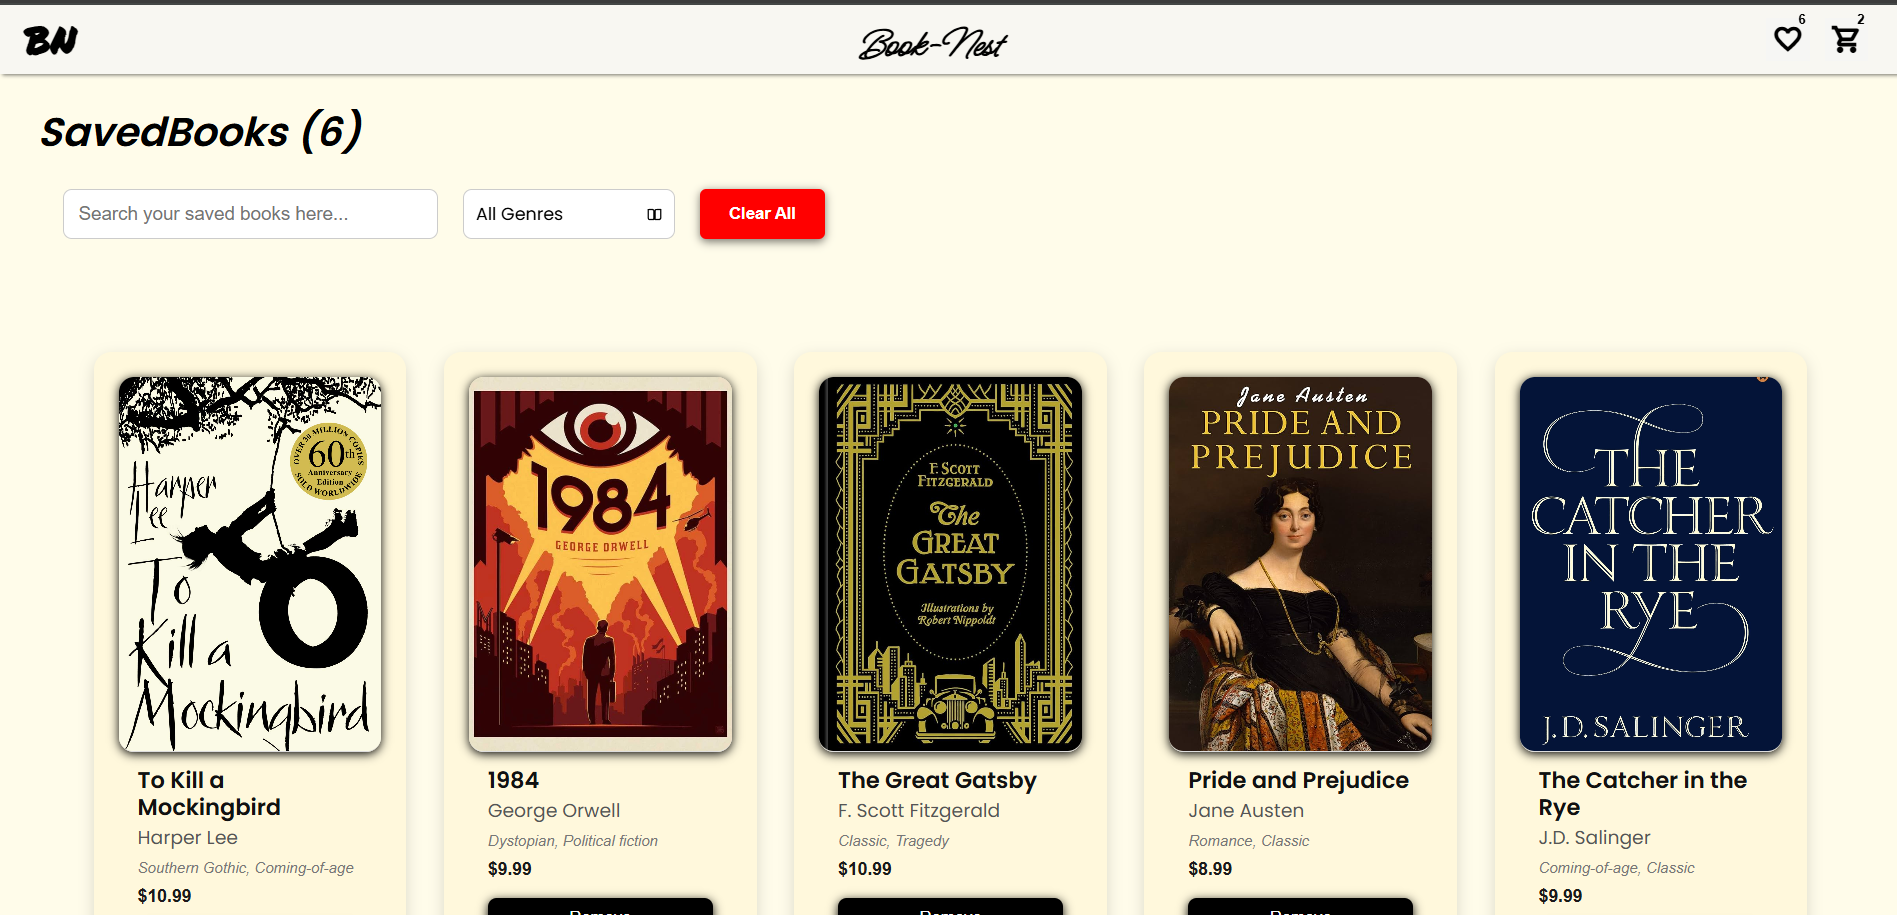 BN
Book-Nest
6
2
SavedBooks (6)
Search your saved books here...
All Genres
Clear All
Harper
Lee
OVER 30 MILLION COPIES
60th
Anniversary
Edition
SOLD WORLDWIDE
To
Kill a
Mockingbird
To Kill a
Mockingbird
Harper Lee
Southern Gothic, Coming-of-age
$10.99
1984
GEORGE ORWELL
1984
George Orwell
Dystopian, Political fiction
$9.99
Remove
F. SCOTT
FITZGERALD
The
GREAT
GATSBY
Illustrations by
Robert Nippoldt
The Great Gatsby
F. Scott Fitzgerald
Classic, Tragedy
$10.99
Remove
Jane Austen
PRIDE AND
PREJUDICE
Pride and Prejudice
Jane Austen
Romance, Classic
$8.99
Remove
THE
CATCHER
IN THE
RYE
J.D. SALINGER
The Catcher in the
Rye
J.D. Salinger
Coming-of-age, Classic
$9.99